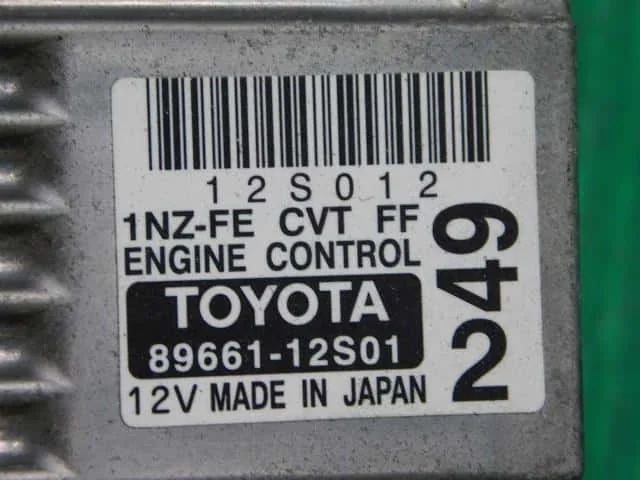 12S012
1NZ-FE CVT FF
ENGINE CONTROL
TOYOTA
89661-12S01
12V MADE IN JAPAN
249